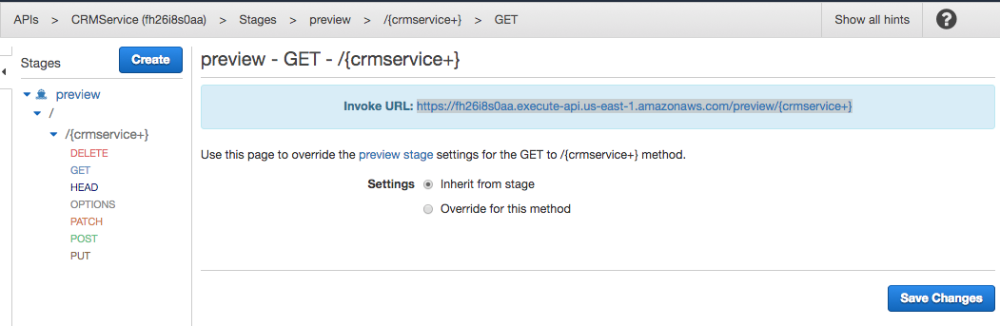 APIs > CRMService (fh26i8s0aa) > Stages > preview > /{crmservice+} > GET Show all hints ?
Stages Create
preview
/
/{crmservice+}
DELETE
GET
HEAD
OPTIONS
PATCH
POST
PUT
preview - GET - /{crmservice+}
Invoke URL: https://fh26i8s0aa.execute-api.us-east-1.amazonaws.com/preview/{crmservice+}
Use this page to override the preview stage settings for the GET to /{crmservice+} method.
Settings Inherit from stage
Override for this method
Save Changes